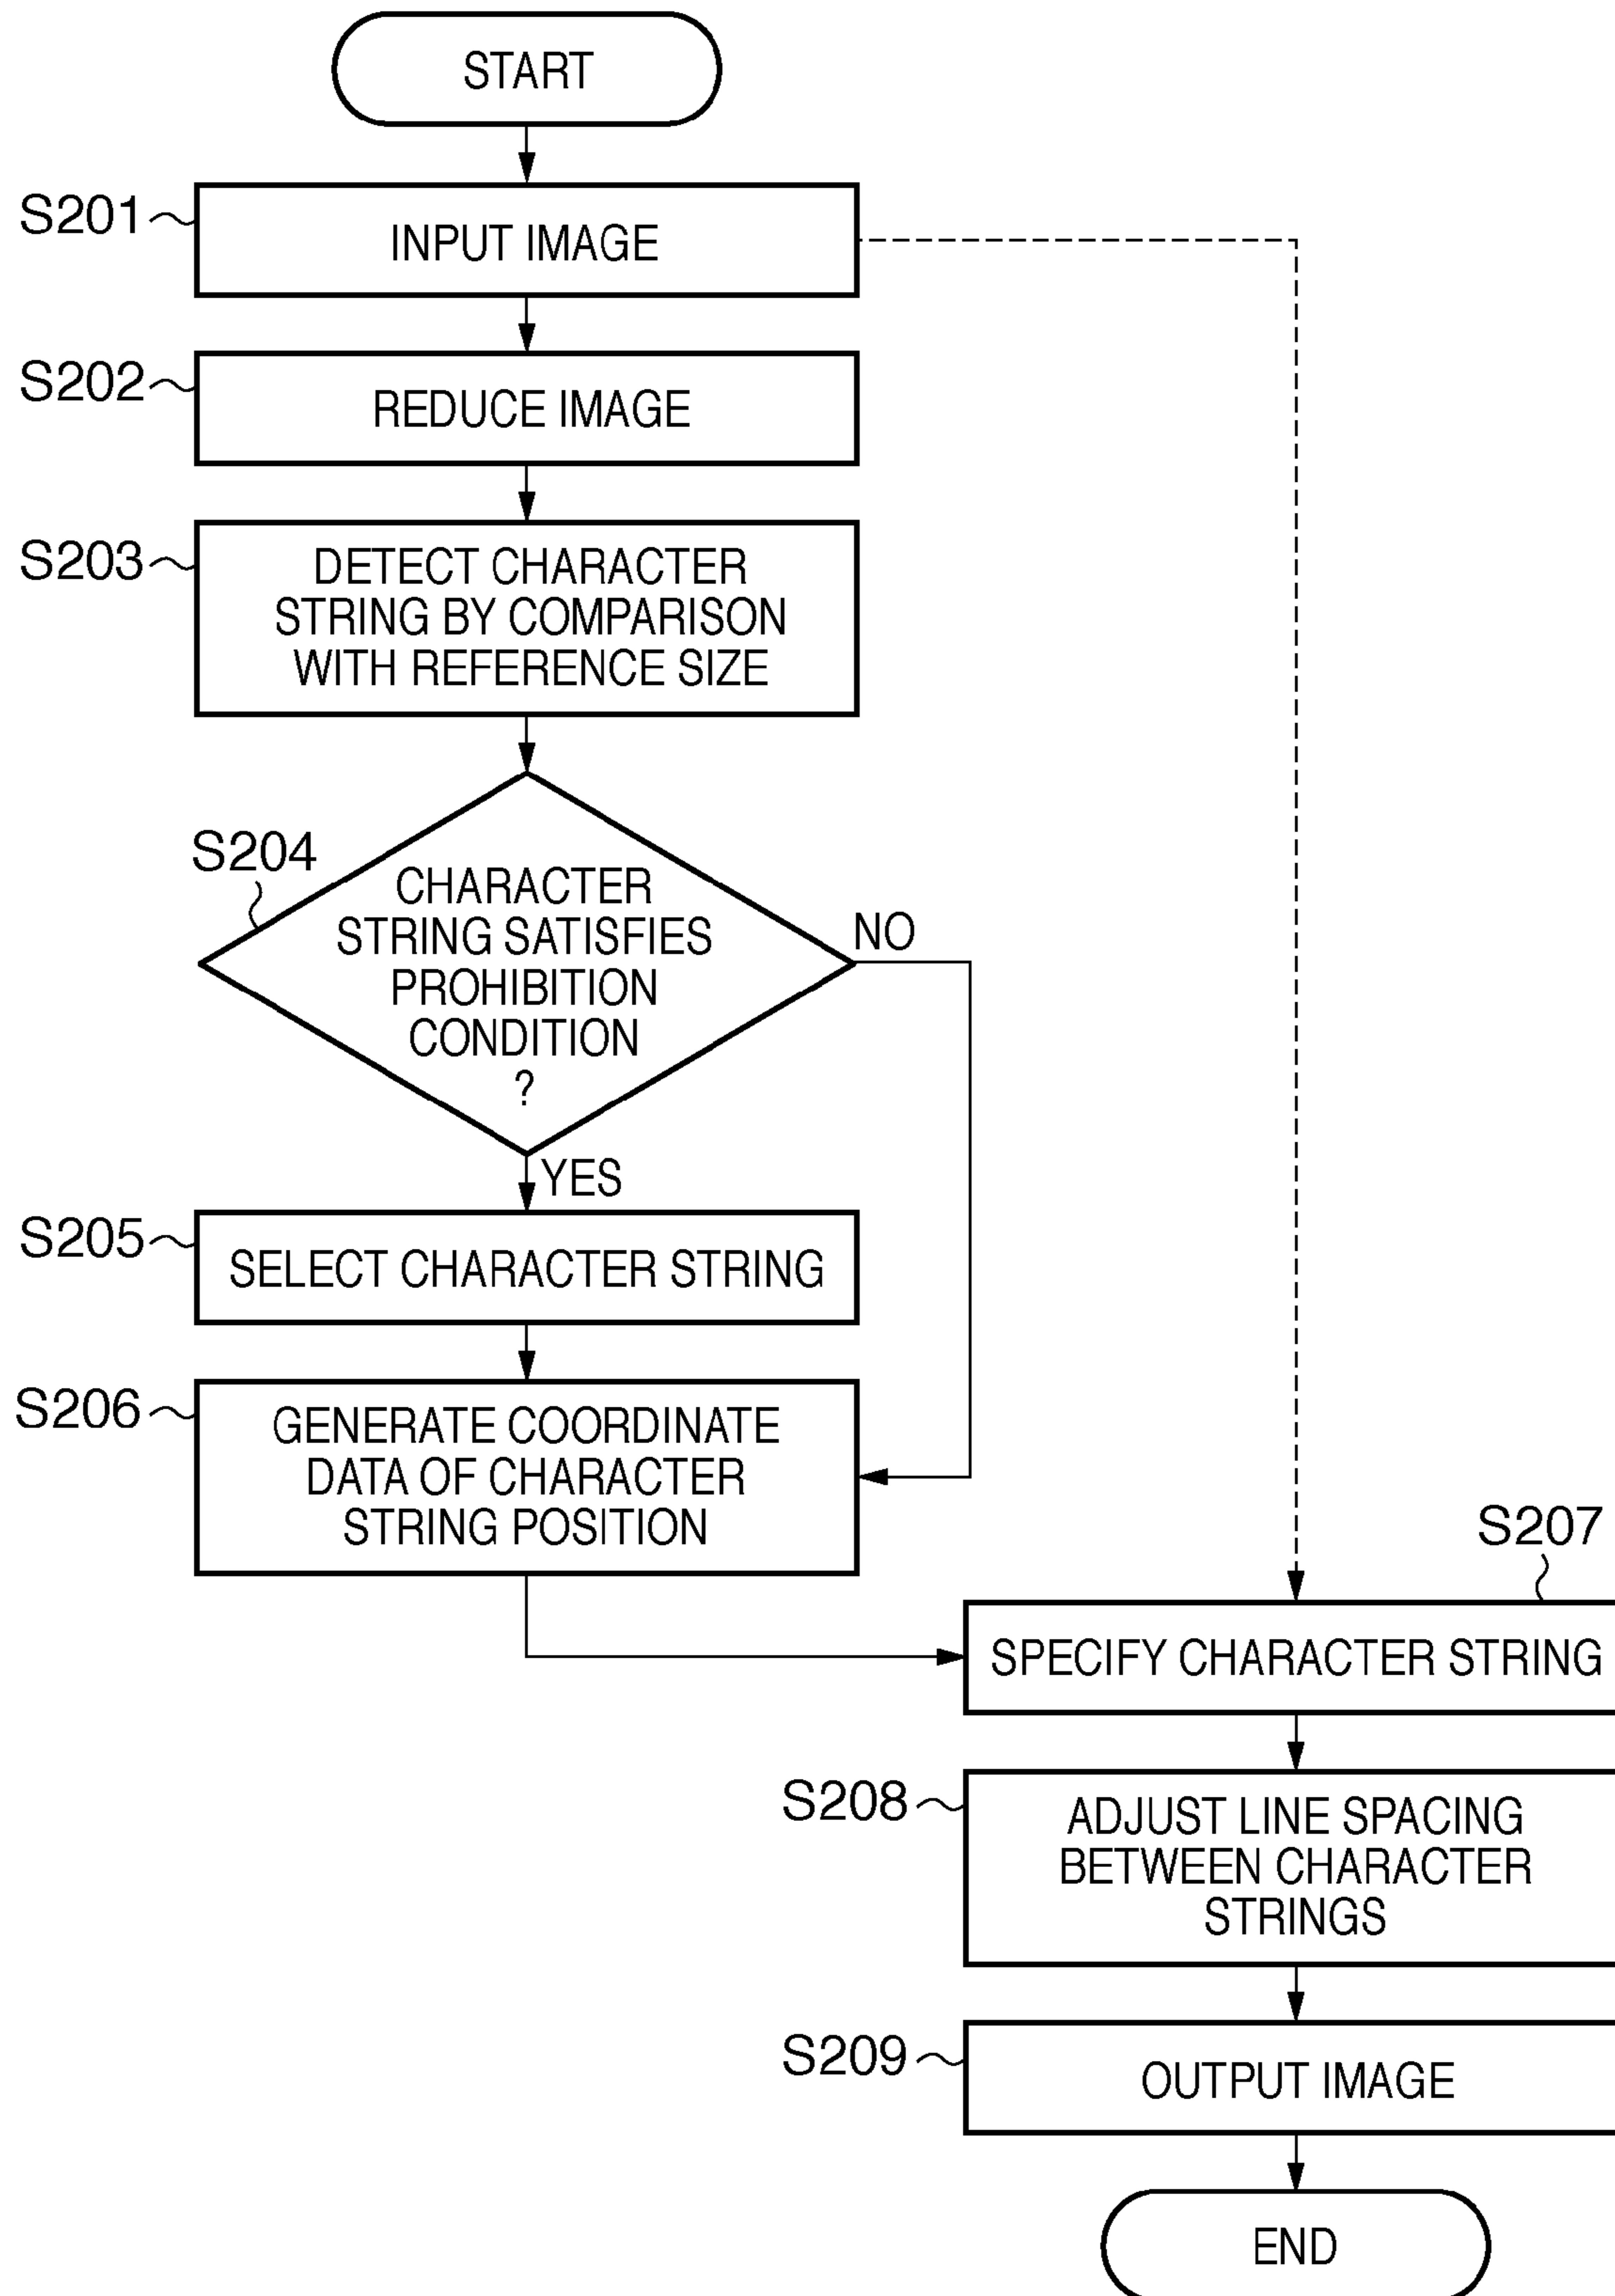 START
S201
INPUT IMAGE
S202
REDUCE IMAGE
S203
DETECT CHARACTER
STRING BY COMPARISON
WITH REFERENCE SIZE
S204
CHARACTER
STRING SATISFIES
PROHIBITION
CONDITION
?
NO
YES
S205
SELECT CHARACTER STRING
S206
GENERATE COORDINATE
DATA OF CHARACTER
STRING POSITION
S207
SPECIFY CHARACTER STRING
S208
ADJUST LINE SPACING
BETWEEN CHARACTER
STRINGS
S209
OUTPUT IMAGE
END